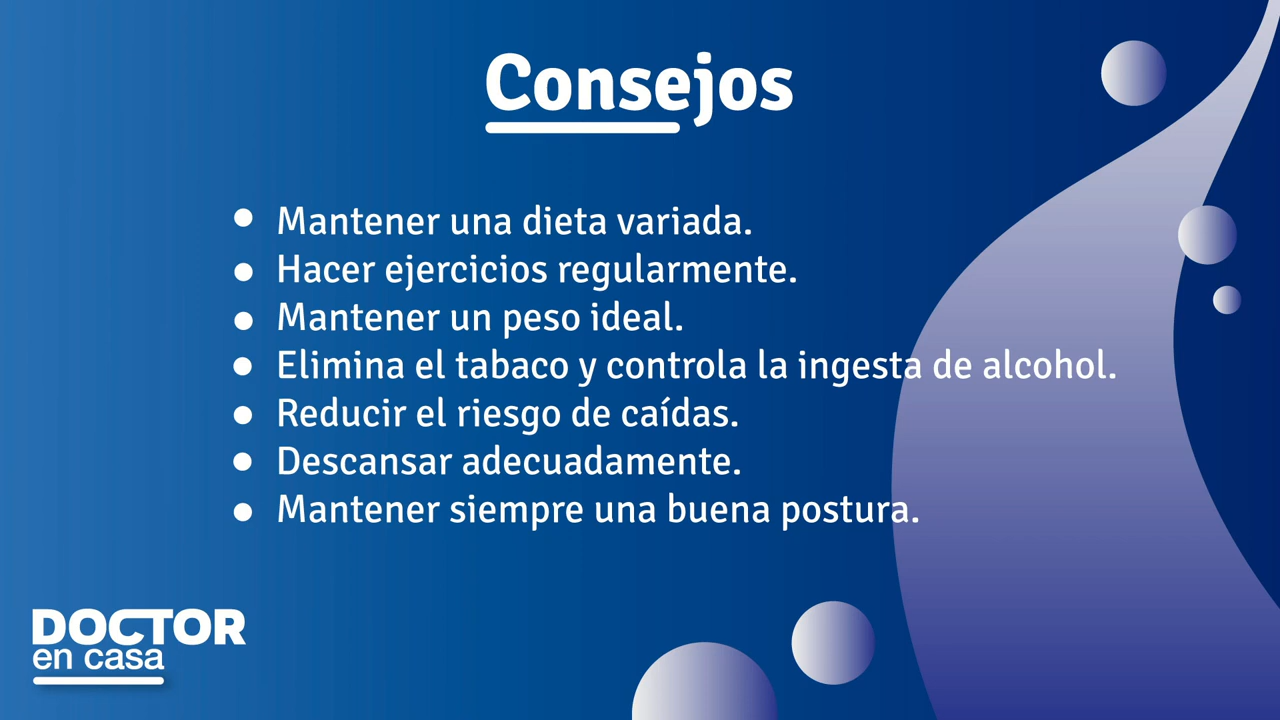 Consejos
• Mantener una dieta variada.
• Hacer ejercicios regularmente.
• Mantener un peso ideal.
• Elimina el tabaco y controla la ingesta de alcohol.
• Reducir el riesgo de caídas.
• Descansar adecuadamente.
• Mantener siempre una buena postura.
DOCTOR
en casa